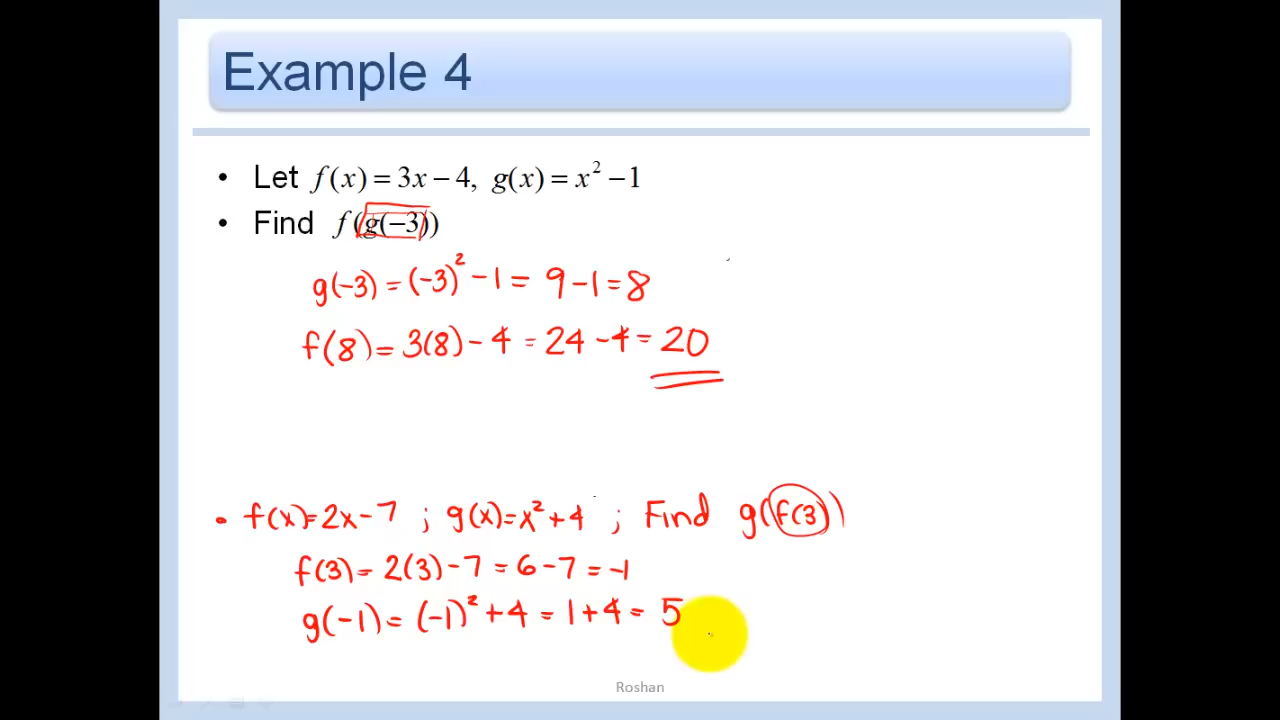 Example 4
• Let f(x) = 3x − 4, g(x) = x² − 1
• Find f(g(−3))
g(-3) = (-3)² - 1 = 9 - 1 = 8
f(8) = 3(8) - 4 = 24 - 4 = 20
• f(x) = 2x - 7 ; g(x) = x² + 4 ; Find g(f(3))
f(3) = 2(3) - 7 = 6 - 7 = -1
g(-1) = (-1)² + 4 = 1 + 4 = 5
Roshan